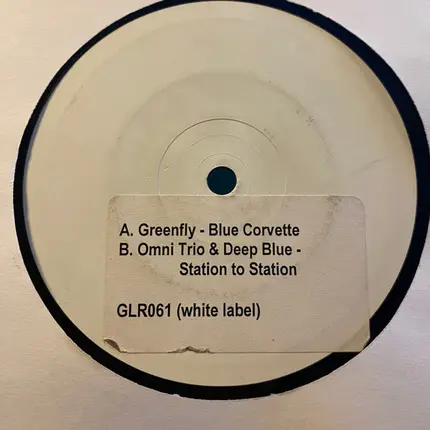 A. Greenfly - Blue Corvette
B. Omni Trio & Deep Blue -
Station to Station
GLR061 (white label)